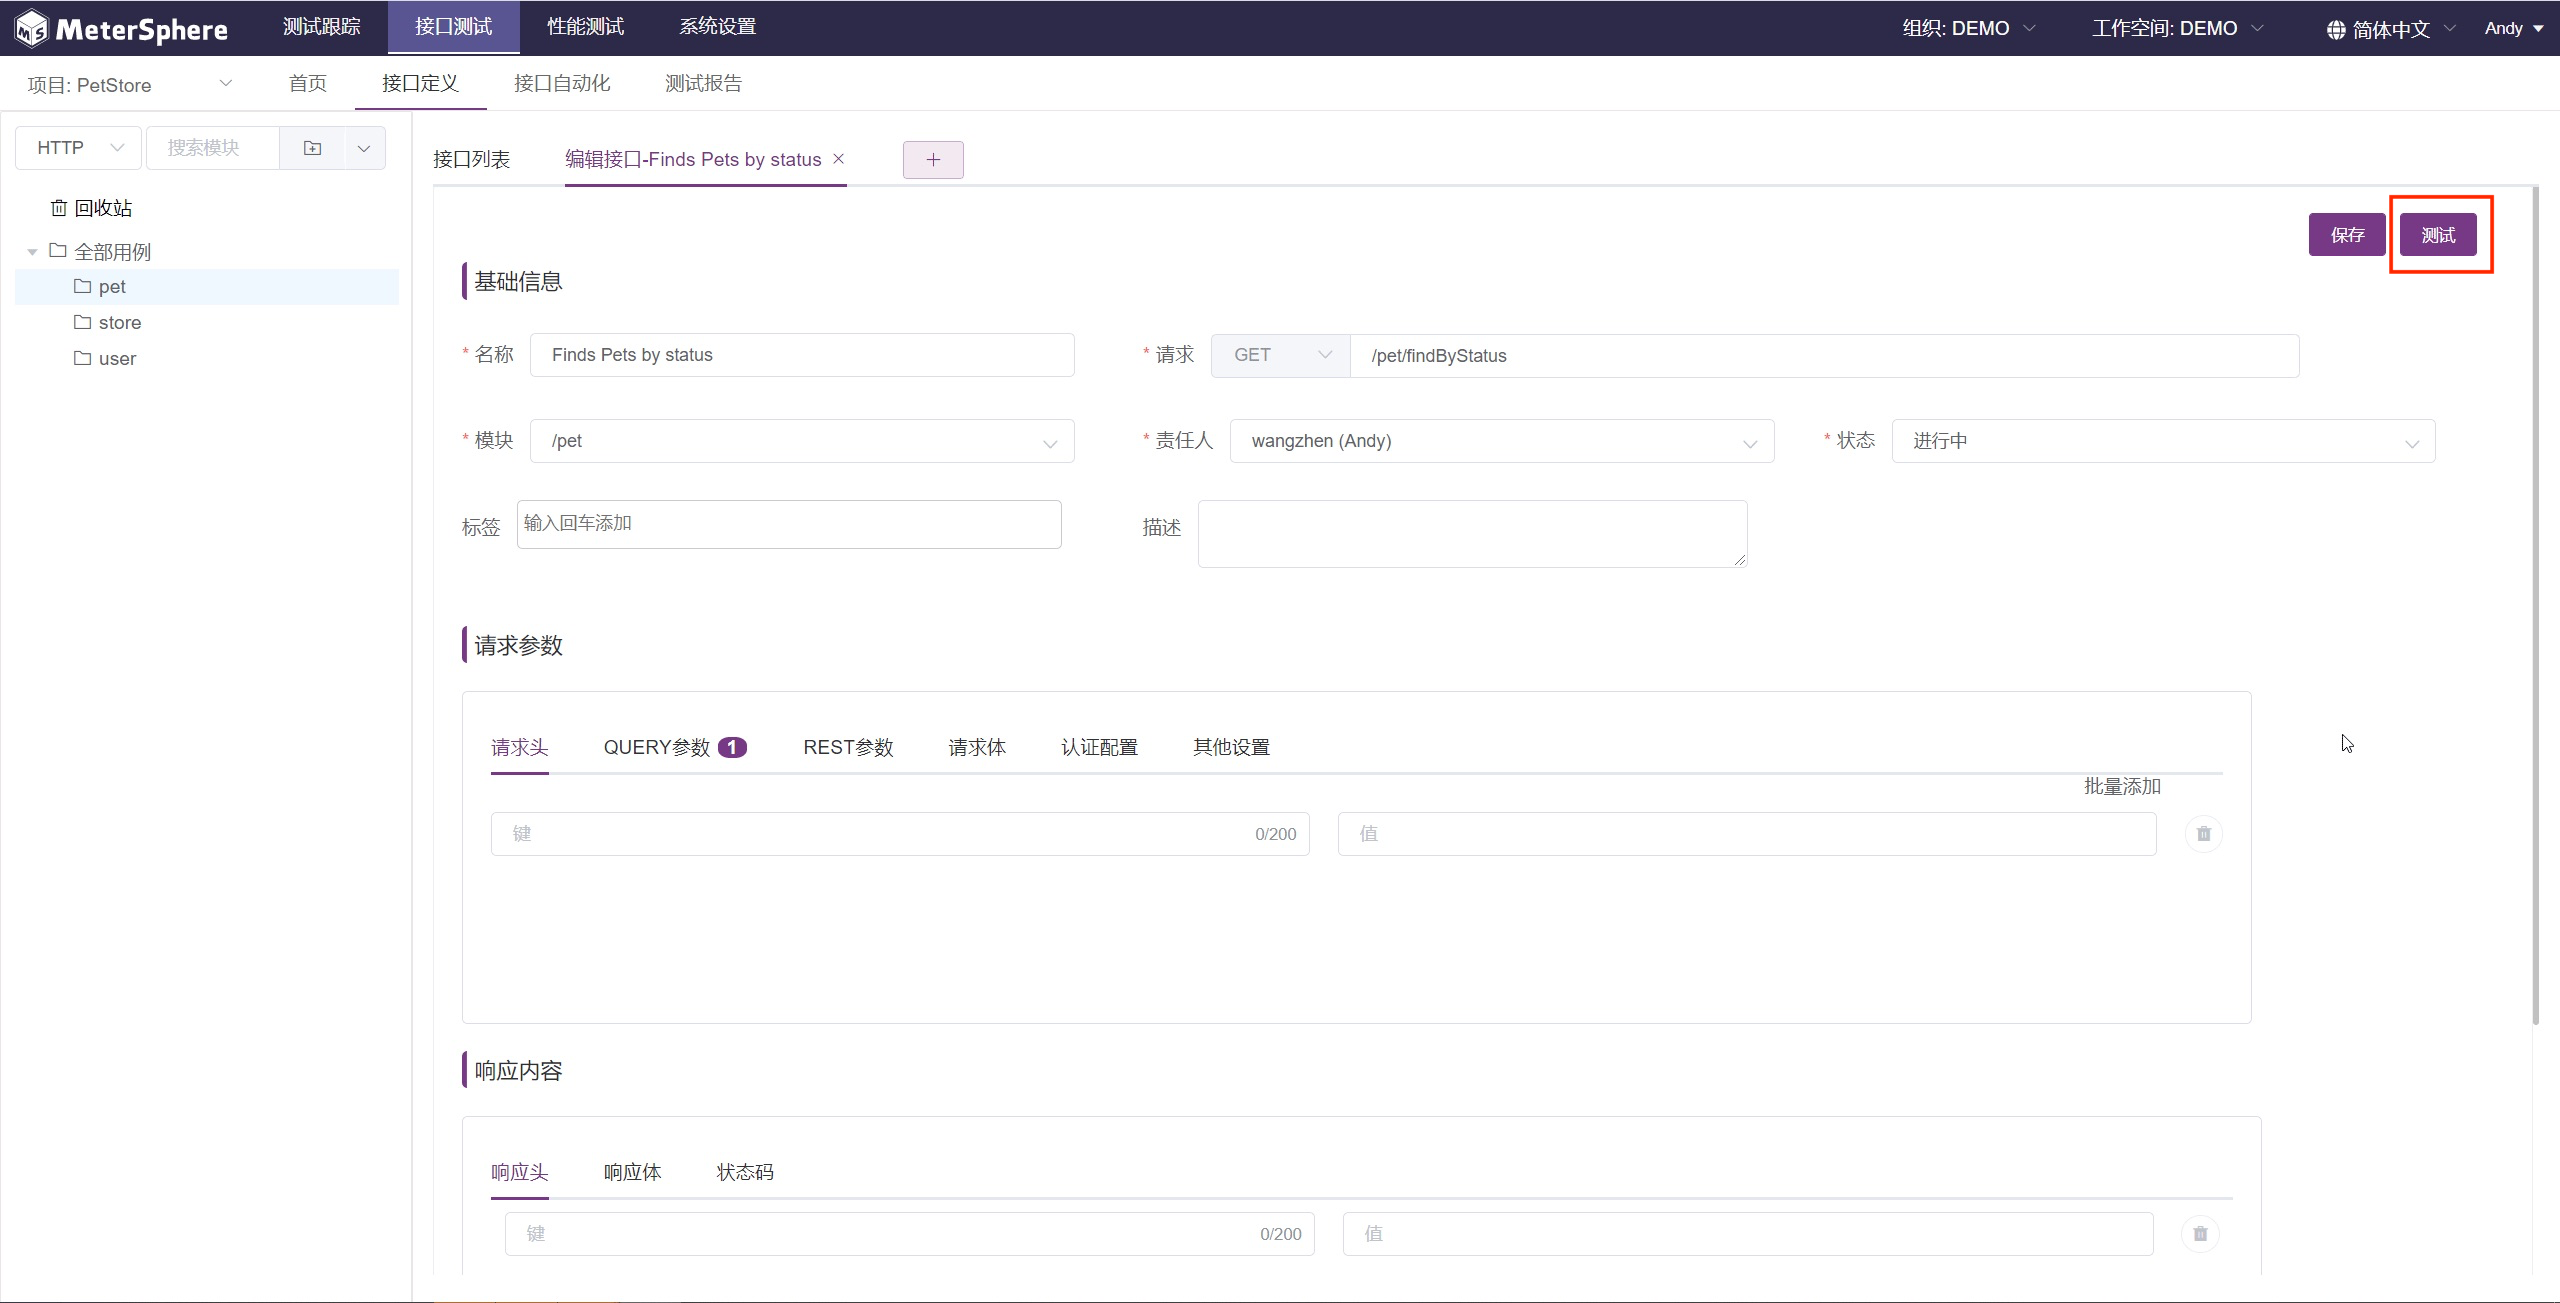 MeterSphere 测试跟踪 接口测试 性能测试 系统设置 组织: DEMO 工作空间: DEMO 简体中文 Andy
项目: PetStore 首页 接口定义 接口自动化 测试报告
HTTP 搜索模块
回收站
全部用例
pet
store
user
接口列表 编辑接口-Finds Pets by status
保存 测试
基础信息
* 名称 Finds Pets by status * 请求 GET /pet/findByStatus
* 模块 /pet * 责任人 wangzhen (Andy) * 状态 进行中
标签 输入回车添加 描述
请求参数
请求头 QUERY参数 1 REST参数 请求体 认证配置 其他设置
批量添加
键 0/200 值
响应内容
响应头 响应体 状态码
键 0/200 值